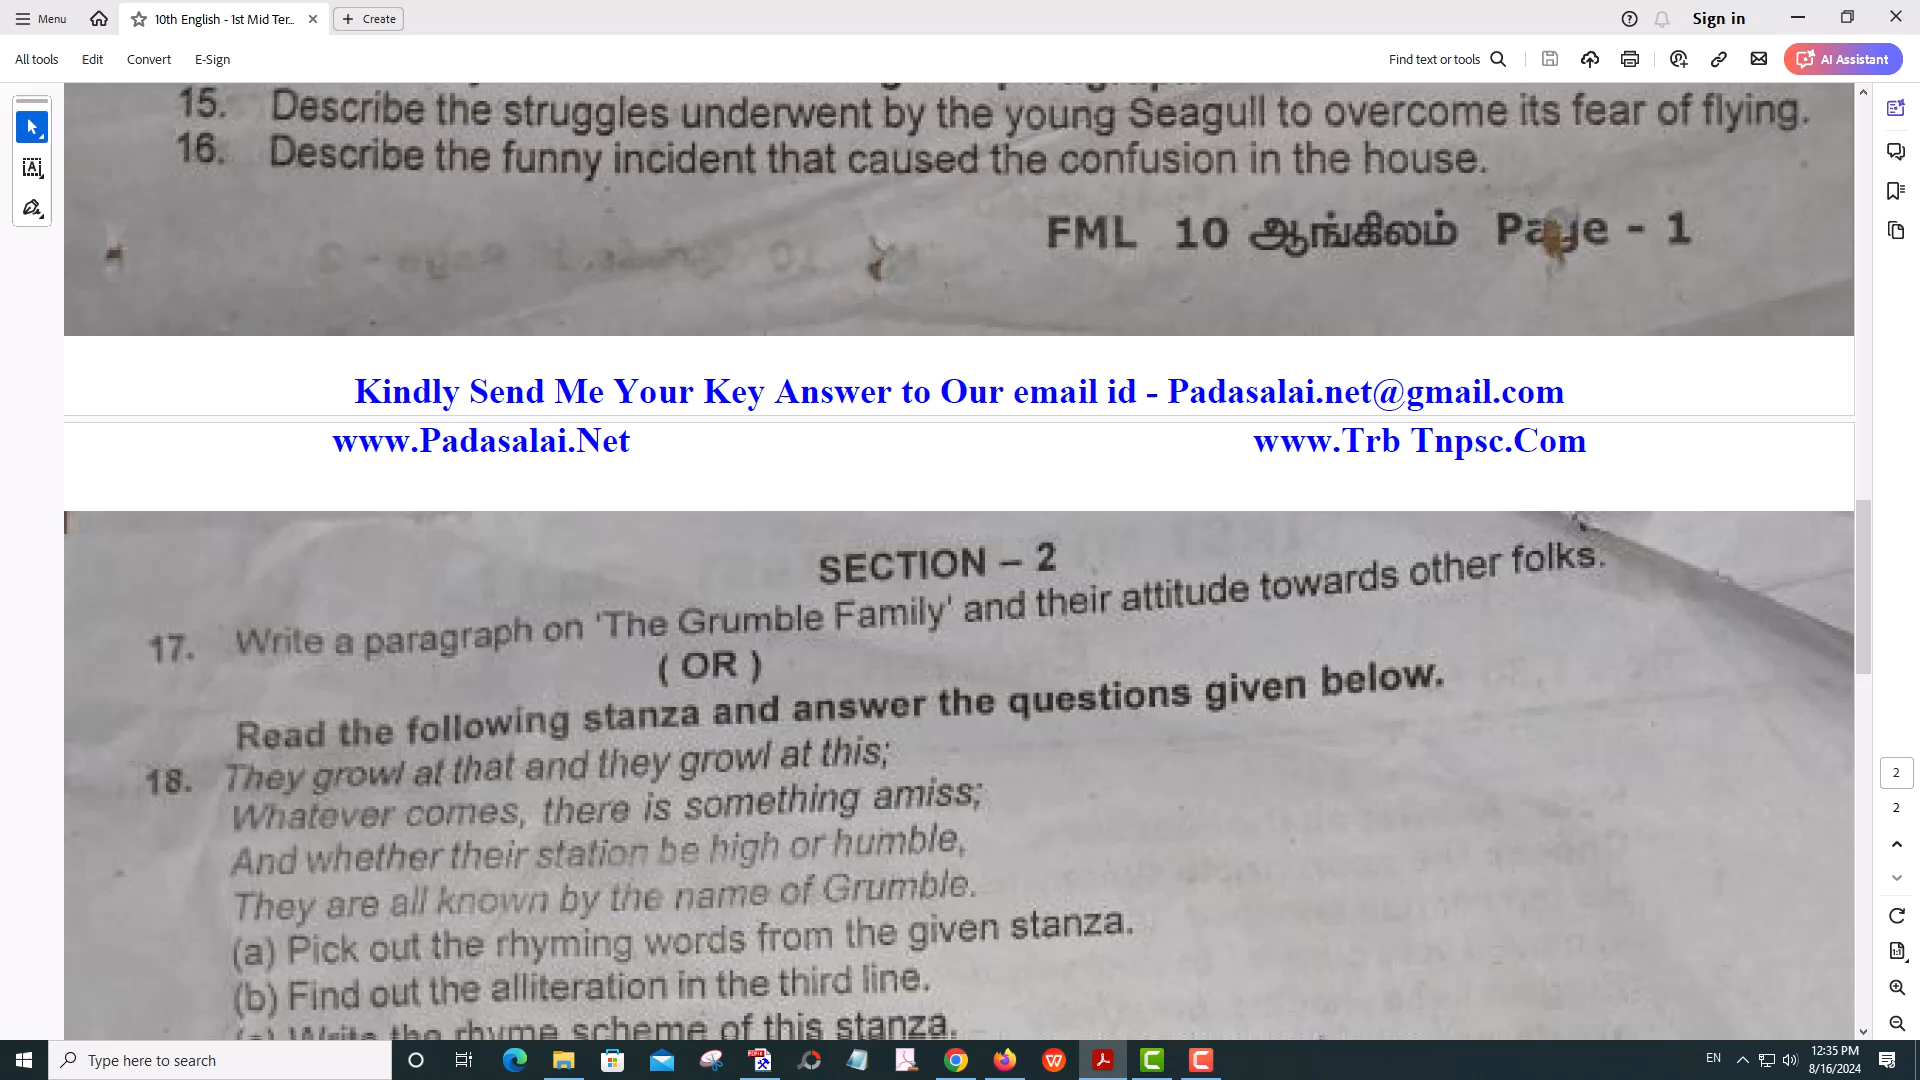 Menu
10th English - 1st Mid Ter...
Create
Sign in
All tools Edit Convert E-Sign
Find text or tools
AI Assistant
15. Describe the struggles underwent by the young Seagull to overcome its fear of flying.
16. Describe the funny incident that caused the confusion in the house.
FML 10 ஆங்கிலம் Page - 1
Kindly Send Me Your Key Answer to Our email id - Padasalai.net@gmail.com
www.Padasalai.Net www.Trb Tnpsc.Com
SECTION – 2
17. Write a paragraph on 'The Grumble Family' and their attitude towards other folks.
( OR )
Read the following stanza and answer the questions given below.
18. They growl at that and they growl at this;
Whatever comes, there is something amiss;
And whether their station be high or humble,
They are all known by the name of Grumble.
(a) Pick out the rhyming words from the given stanza.
(b) Find out the alliteration in the third line.
(c) Write the rhyme scheme of this stanza.
2
2
Type here to search
EN
12:35 PM
8/16/2024